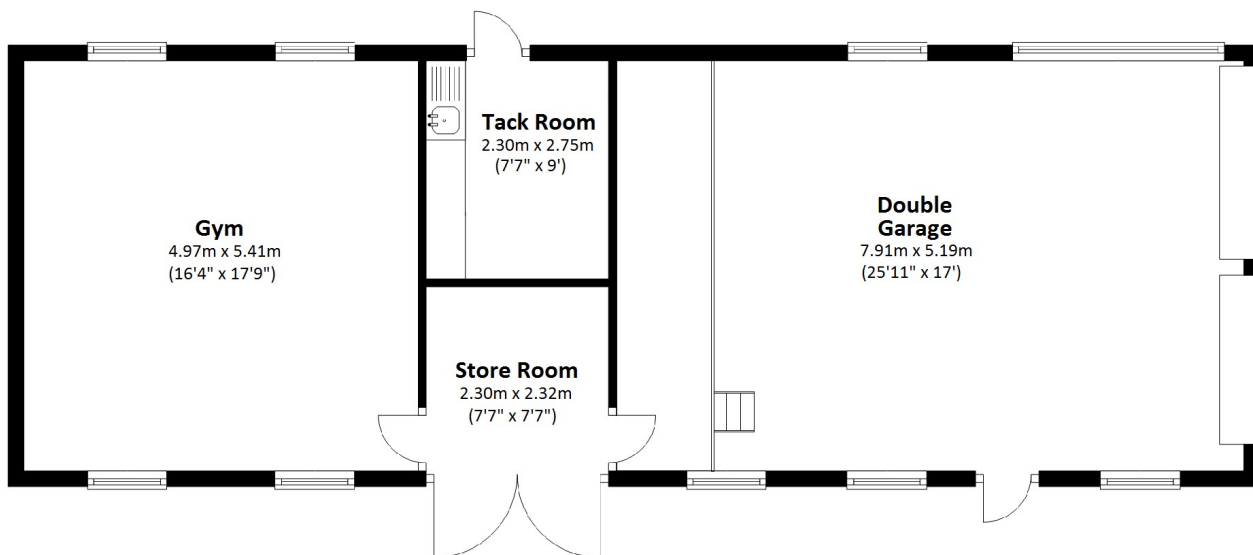 Gym
4.97m x 5.41m
(16'4" x 17'9")
Tack Room
2.30m x 2.75m
(7'7" x 9')
Store Room
2.30m x 2.32m
(7'7" x 7'7")
Double
Garage
7.91m x 5.19m
(25'11" x 17')